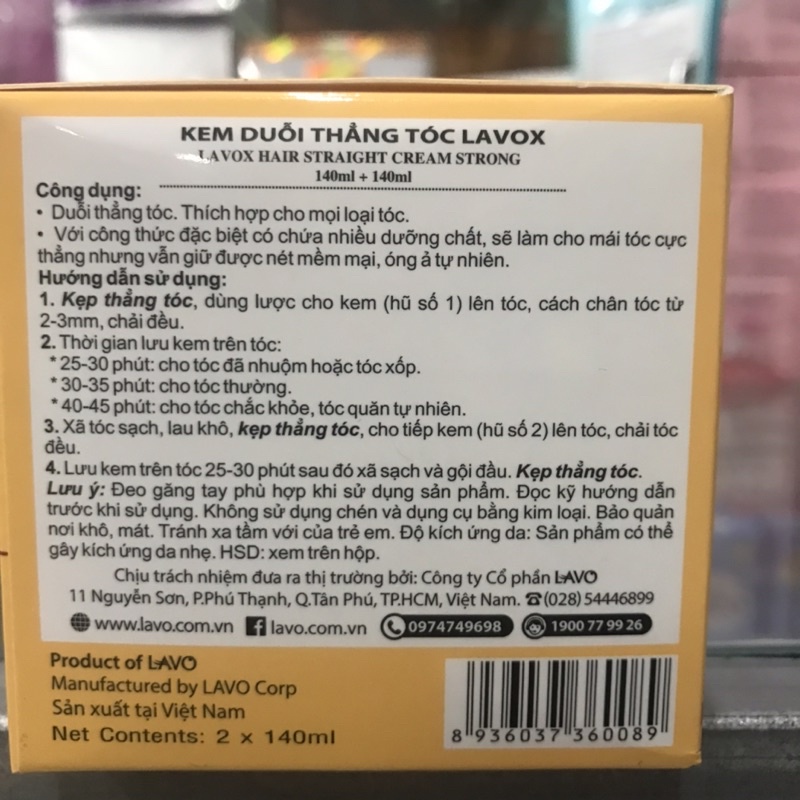 KEM DUỖI THẲNG TÓC LAVOX
LAVOX HAIR STRAIGHT CREAM STRONG
140ml + 140ml
Công dụng:
• Duỗi thẳng tóc. Thích hợp cho mọi loại tóc.
• Với công thức đặc biệt có chứa nhiều dưỡng chất, sẽ làm cho mái tóc cực
thẳng nhưng vẫn giữ được nét mềm mại, óng ả tự nhiên.
Hướng dẫn sử dụng:
1. Kẹp thẳng tóc, dùng lược cho kem (hũ số 1) lên tóc, cách chân tóc từ
2-3mm, chải đều.
2. Thời gian lưu kem trên tóc:
* 25-30 phút: cho tóc đã nhuộm hoặc tóc xốp.
* 30-35 phút: cho tóc thường.
* 40-45 phút: cho tóc chắc khỏe, tóc quăn tự nhiên.
3. Xã tóc sạch, lau khô, kẹp thẳng tóc, cho tiếp kem (hũ số 2) lên tóc, chải tóc
đều.
4. Lưu kem trên tóc 25-30 phút sau đó xã sạch và gội đầu. Kẹp thẳng tóc.
Lưu ý: Đeo găng tay phù hợp khi sử dụng sản phẩm. Đọc kỹ hướng dẫn
trước khi sử dụng. Không sử dụng chén và dụng cụ bằng kim loại. Bảo quản
nơi khô, mát. Tránh xa tầm với của trẻ em. Độ kích ứng da: Sản phẩm có thể
gây kích ứng da nhẹ. HSD: xem trên hộp.
Chịu trách nhiệm đưa ra thị trường bởi: Công ty Cổ phần LAVO
11 Nguyễn Sơn, P.Phú Thạnh, Q.Tân Phú, TP.HCM, Việt Nam. ☎(028) 54446899
www.lavo.com.vn lavo.com.vn 0974749698 1900 77 99 26
Product of LAVO
Manufactured by LAVO Corp
Sản xuất tại Việt Nam
Net Contents: 2 x 140ml
8 936037 360089